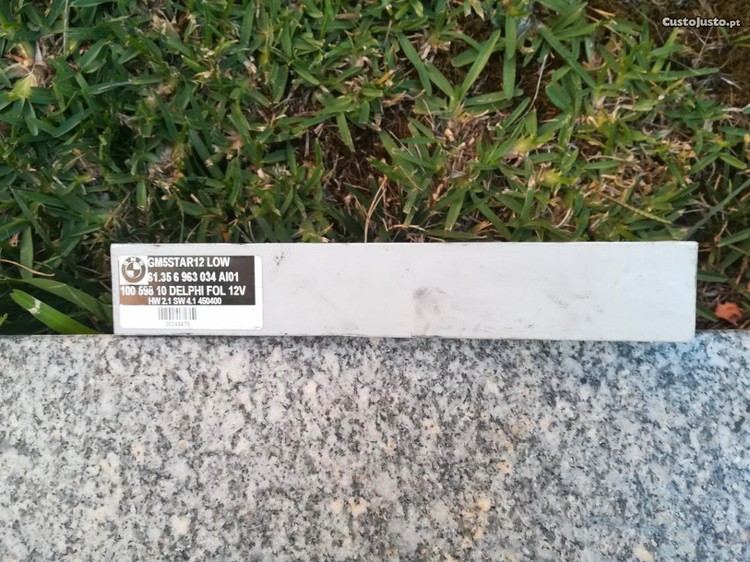 CustoJusto.pt
GM5STAR12 LOW
61.35 6 963 034 AI01
100 598 10 DELPHI FOL 12V
HW 2.1 SW 4.1 450400